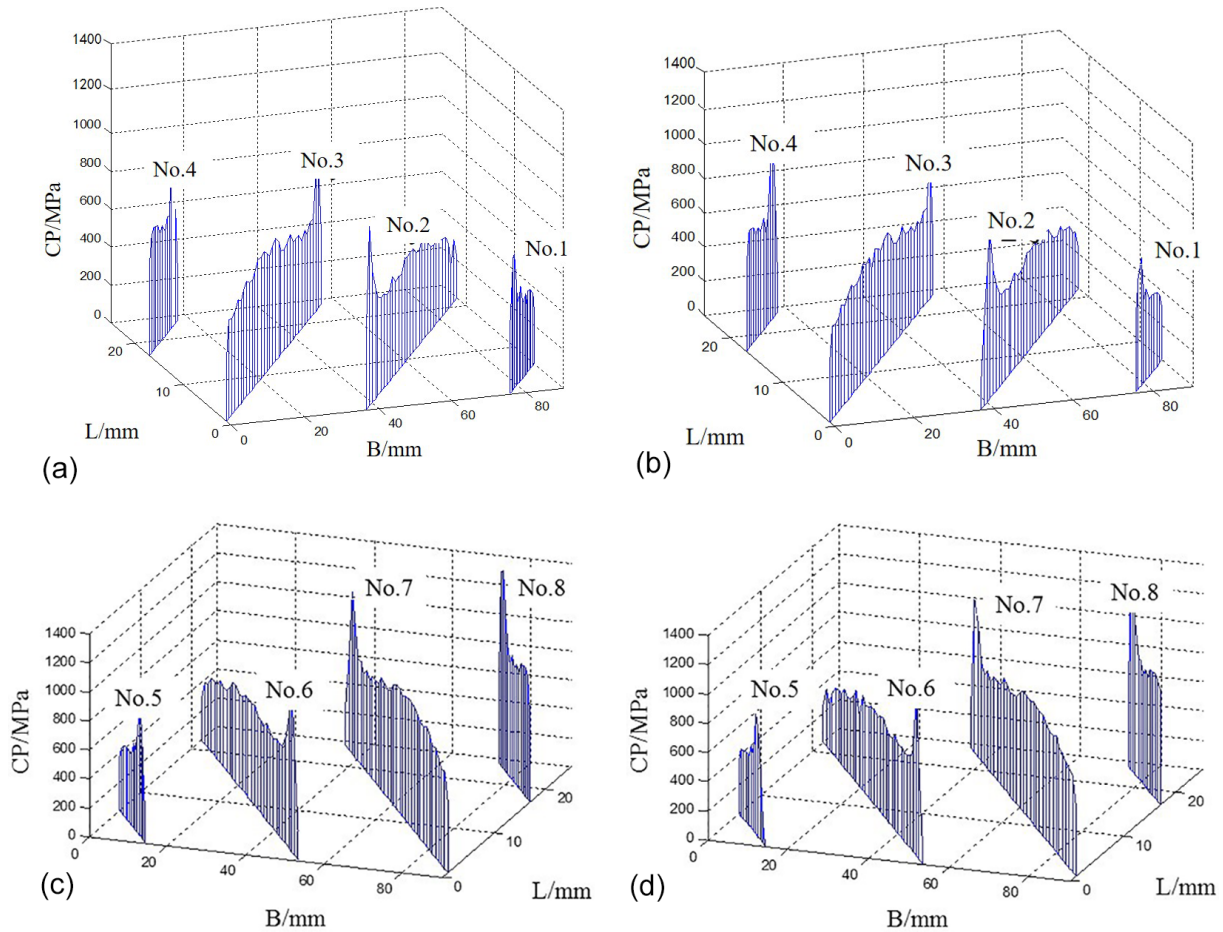 1400
1200
1000
800
600
400
200
0
CP/MPa
No.4
No.3
No.2
No.1
20
10
0
L/mm
0
20
40
60
80
B/mm
(a)
1400
1200
1000
800
600
400
200
0
CP/MPa
No.4
No.3
No.2
No.1
20
10
0
L/mm
0
20
40
60
80
B/mm
(b)
1400
1200
1000
800
600
400
200
0
CP/MPa
No.5
No.6
No.7
No.8
0
20
40
60
80
B/mm
0
10
20
L/mm
(c)
1400
1200
1000
800
600
400
200
0
CP/MPa
No.5
No.6
No.7
No.8
0
20
40
60
80
B/mm
0
10
20
L/mm
(d)